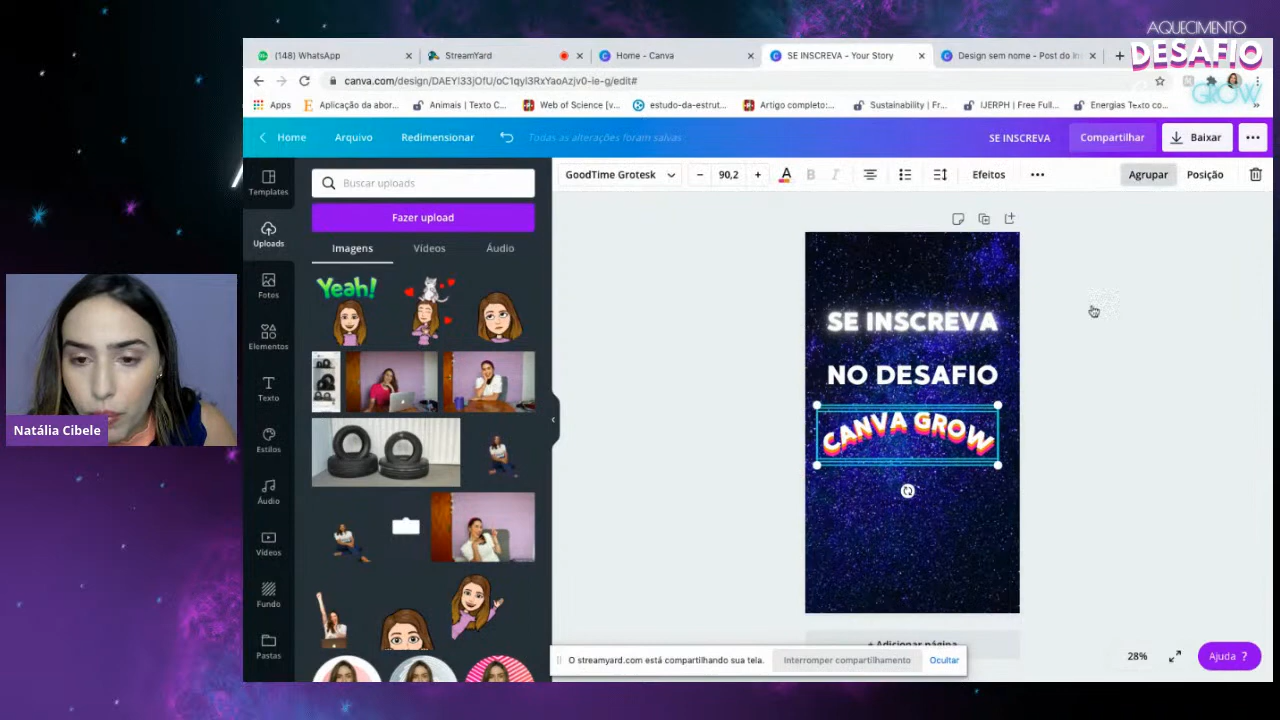 AQUECIMENTO
DESAFIO
GROW
(148) WhatsApp
StreamYard
Home - Canva
SE INSCREVA - Your Story
Design sem nome - Post do In
canva.com/design/DAEYl33jOfU/oC1qyl3RxYaoAzjv0-ie-g/edit#
Apps
Aplicação da abor...
Animais | Texto C...
Web of Science [v...
estudo-da-estrut...
Artigo completo:...
Sustainability | Fr...
IJERPH | Free Full...
Energias Texto co...
Home
Arquivo
Redimensionar
Todas as alterações foram salvas
SE INSCREVA
Compartilhar
Baixar
Templates
Uploads
Fotos
Elementos
Texto
Estilos
Áudio
Vídeos
Fundo
Pastas
Buscar uploads
Fazer upload
Imagens
Vídeos
Áudio
Yeah!
GoodTime Grotesk
90,2
A
B
I
Efeitos
Agrupar
Posição
SE INSCREVA
NO DESAFIO
CANVA GROW
+ Adicionar página
O streamyard.com está compartilhando sua tela.
Interromper compartilhamento
Ocultar
28%
Ajuda ?
Natália Cibele